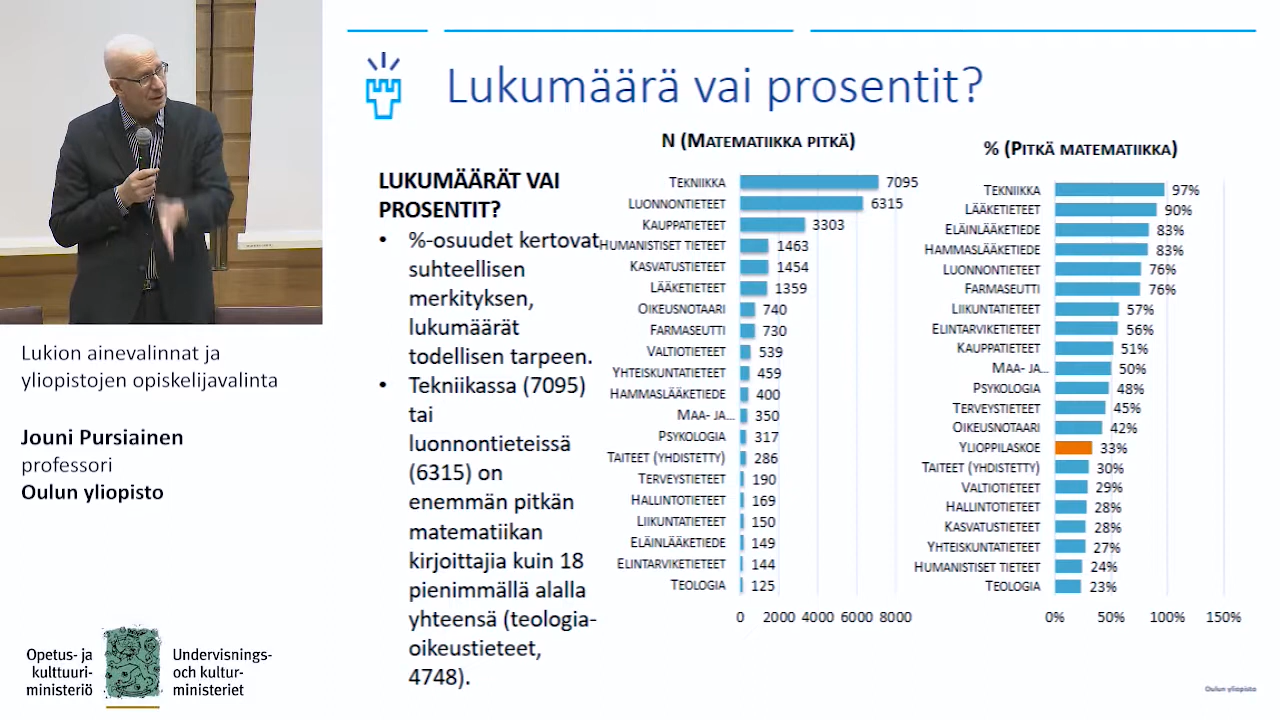 Lukumäärä vai prosentit?
LUKUMÄÄRÄT VAI
PROSENTIT?
• %-osuudet kertovat
suhteellisen
merkityksen,
lukumäärät
todellisen tarpeen.
• Tekniikassa (7095)
tai
luonnontieteissä
(6315) on
enemmän pitkän
matematiikan
kirjoittajia kuin 18
pienimmällä alalla
yhteensä (teologia-
oikeustieteet,
4748).
N (MATEMATIIKKA PITKÄ)
TEKNIIKKA 7095
LUONNONTIETEET 6315
KAUPPATIETEET 3303
HUMANISTISET TIETEET 1463
KASVATUSTIETEET 1454
LÄÄKETIETEET 1359
OIKEUSNOTAARI 740
FARMASEUTTI 730
VALTIOTIETEET 539
YHTEISKUNTATIETEET 459
HAMMASLÄÄKETIEDE 400
MAA- JA... 350
PSYKOLOGIA 317
TAITEET (YHDISTETTY) 286
TERVEYSTIETEET 190
HALLINTOTIETEET 169
LIIKUNTATIETEET 150
ELÄINLÄÄKETIEDE 149
ELINTARVIKETIETEET 144
TEOLOGIA 125
0 2000 4000 6000 8000
% (PITKÄ MATEMATIIKKA)
TEKNIIKKA 97%
LÄÄKETIETEET 90%
ELÄINLÄÄKETIEDE 83%
HAMMASLÄÄKETIEDE 83%
LUONNONTIETEET 76%
FARMASEUTTI 76%
LIIKUNTATIETEET 57%
ELINTARVIKETIETEET 56%
KAUPPATIETEET 51%
MAA- JA... 50%
PSYKOLOGIA 48%
TERVEYSTIETEET 45%
OIKEUSNOTAARI 42%
YLIOPPILASKOE 33%
TAITEET (YHDISTETTY) 30%
VALTIOTIETEET 29%
HALLINTOTIETEET 28%
KASVATUSTIETEET 28%
YHTEISKUNTATIETEET 27%
HUMANISTISET TIETEET 24%
TEOLOGIA 23%
0% 50% 100% 150%
Oulun yliopisto
Lukion ainevalinnat ja
yliopistojen opiskelijavalinta
Jouni Pursiainen
professori
Oulun yliopisto
Opetus- ja
kulttuuri-
ministeriö
Undervisnings-
och kultur-
ministeriet